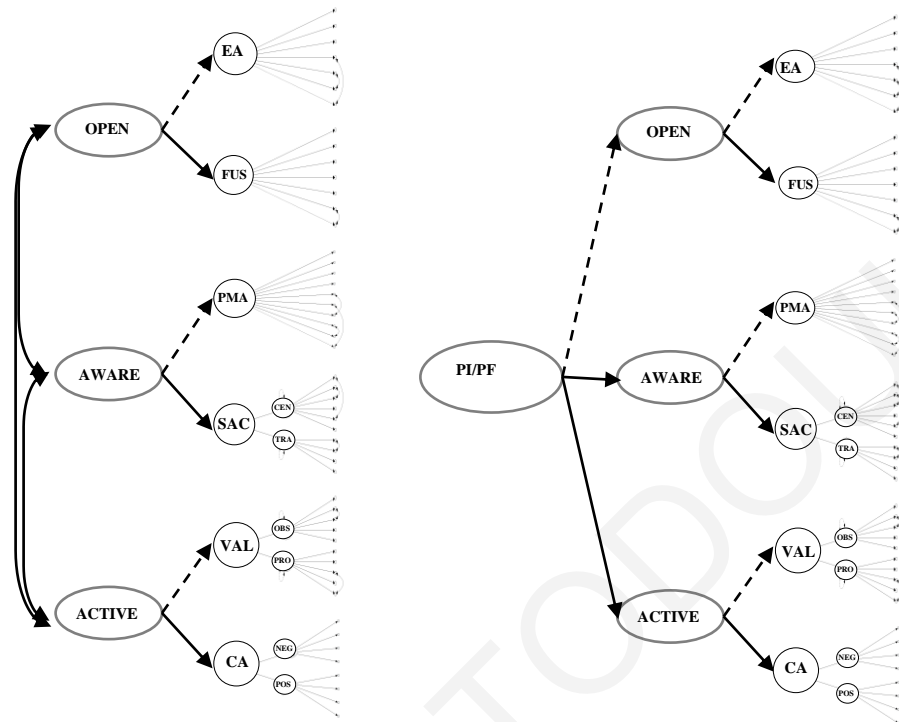 EA
OPEN
FUS
PMA
AWARE
CEN
SAC
TRA
OBS
VAL
PRO
ACTIVE
NEG
CA
POS
EA
OPEN
FUS
PMA
PI/PF
AWARE
CEN
SAC
TRA
OBS
VAL
PRO
ACTIVE
NEG
CA
POS